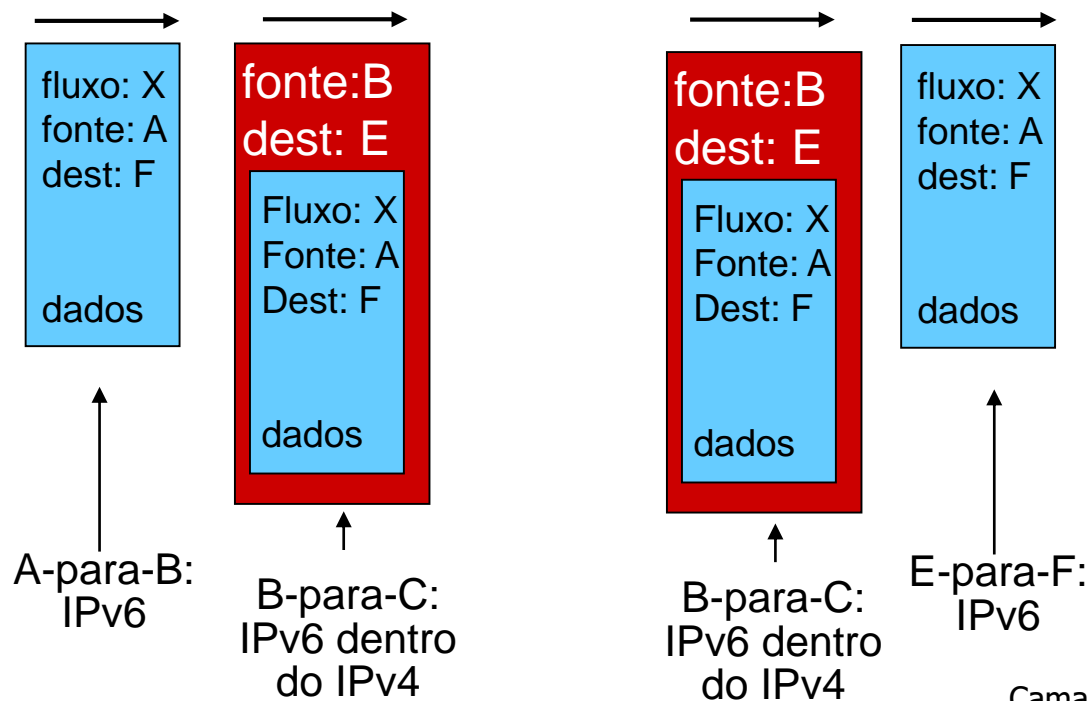 fluxo: X
fonte: A
dest: F
dados
fonte:B
dest: E
Fluxo: X
Fonte: A
Dest: F
dados
fonte:B
dest: E
Fluxo: X
Fonte: A
Dest: F
dados
fluxo: X
fonte: A
dest: F
dados
A-para-B:
IPv6
B-para-C:
IPv6 dentro
do IPv4
B-para-C:
IPv6 dentro
do IPv4
E-para-F:
IPv6
Cama